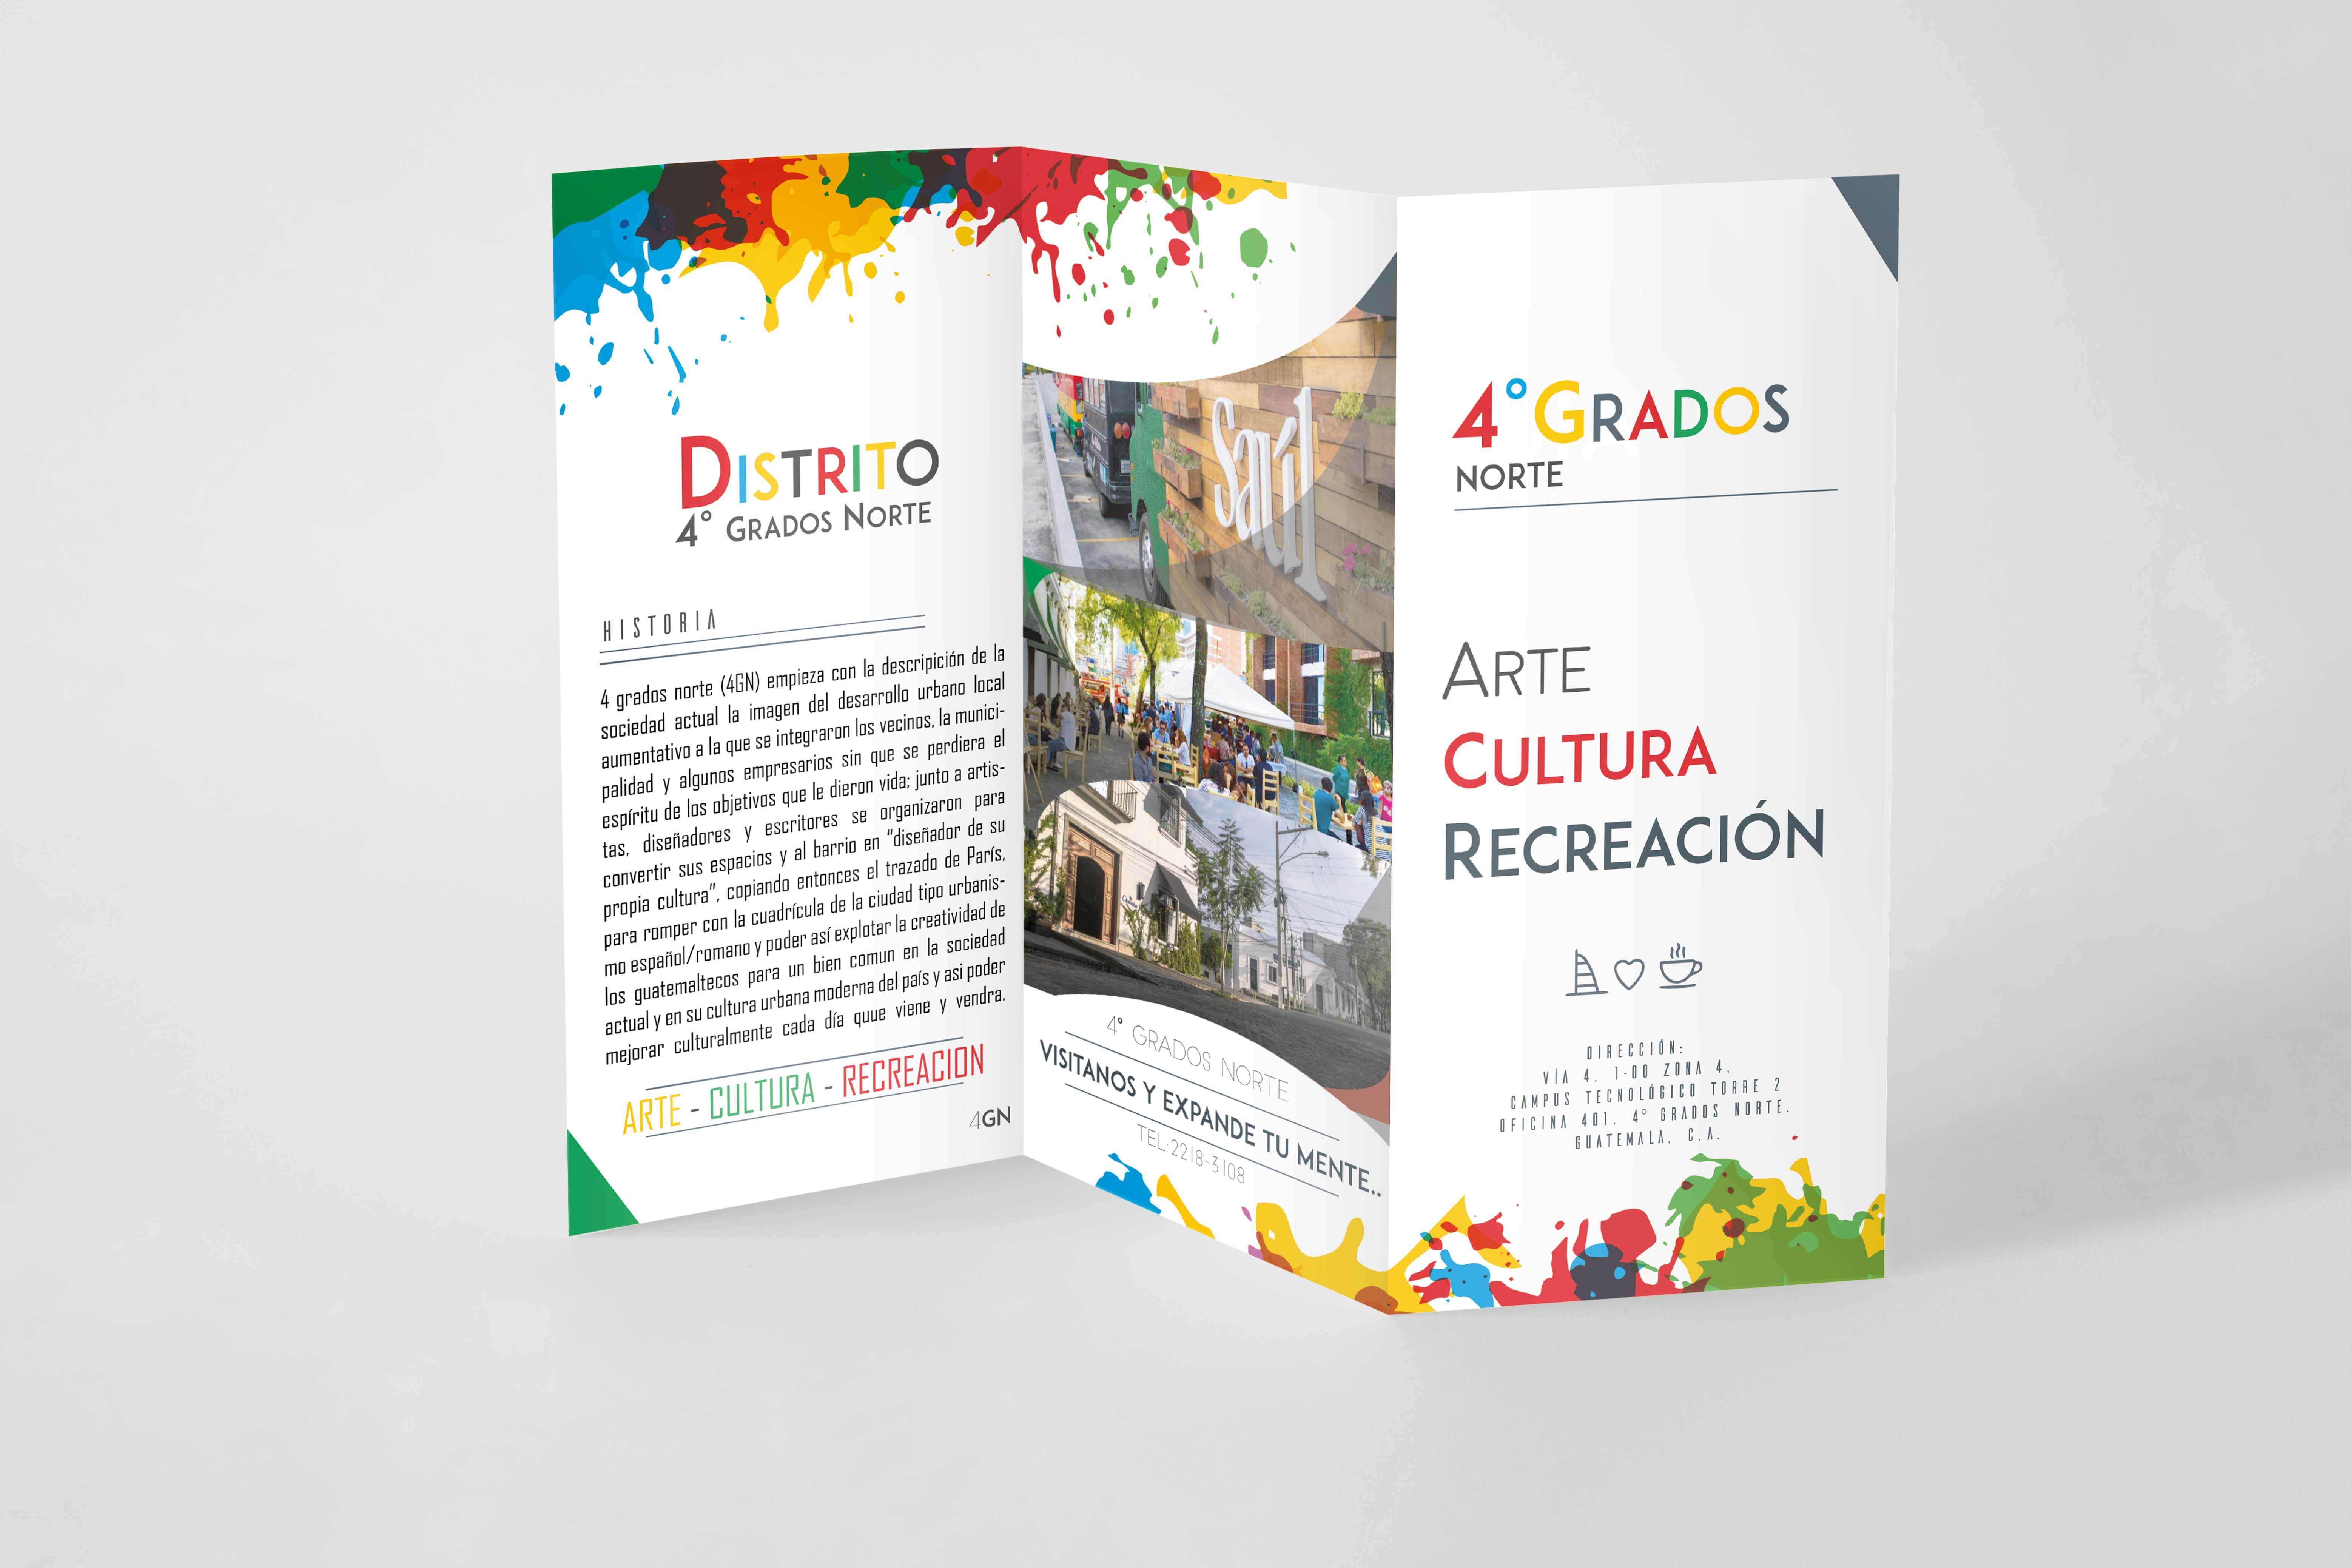 DISTRITO
4° GRADOS NORTE
HISTORIA
4 grados norte (4GN) empieza con la descripición de la
sociedad actual la imagen del desarrollo urbano local
aumentativo a la que se integraron los vecinos, la munici-
palidad y algunos empresarios sin que se perdiera el
espíritu de los objetivos que le dieron vida; junto a artis-
tas, diseñadores y escritores se organizaron para
convertir sus espacios y al barrio en “diseñador de su
propia cultura”, copiando entonces el trazado de París,
para romper con la cuadrícula de la ciudad tipo urbanis-
mo español/romano y poder así explotar la creatividad de
los guatemaltecos para un bien comun en la sociedad
actual y en su cultura urbana moderna del país y asi poder
mejorar culturalmente cada día quue viene y vendra.
ARTE - CULTURA - RECREACION
4GN
Saúl
4° GRADOS NORTE
VISITANOS Y EXPANDE TU MENTE..
TEL:2218-3108
4°GRADOS
NORTE
ARTE
CULTURA
RECREACIÓN
DIRECCIÓN:
VÍA 4, 1-00 ZONA 4,
CAMPUS TECNOLÓGICO TORRE 2
OFICINA 401, 4° GRADOS NORTE.
GUATEMALA, C.A.